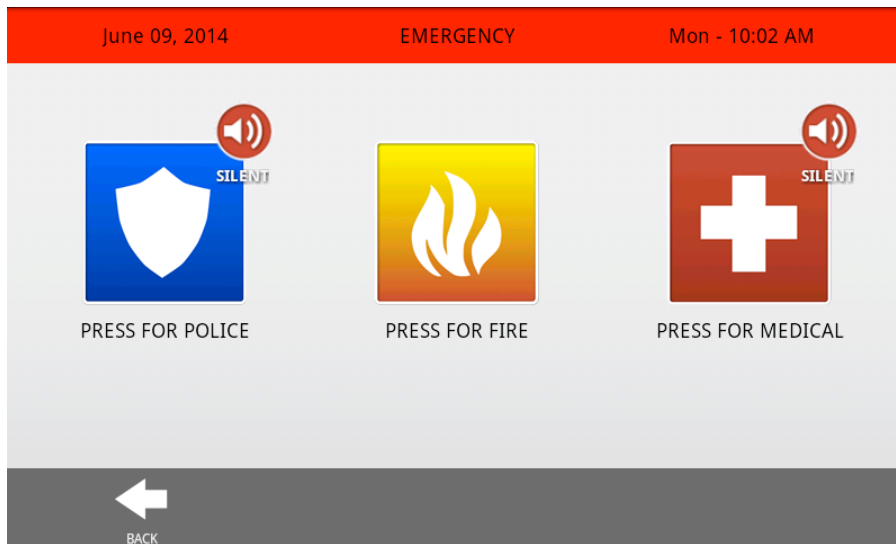 June 09, 2014 EMERGENCY Mon - 10:02 AM
SILENT SILENT
PRESS FOR POLICE PRESS FOR FIRE PRESS FOR MEDICAL
BACK